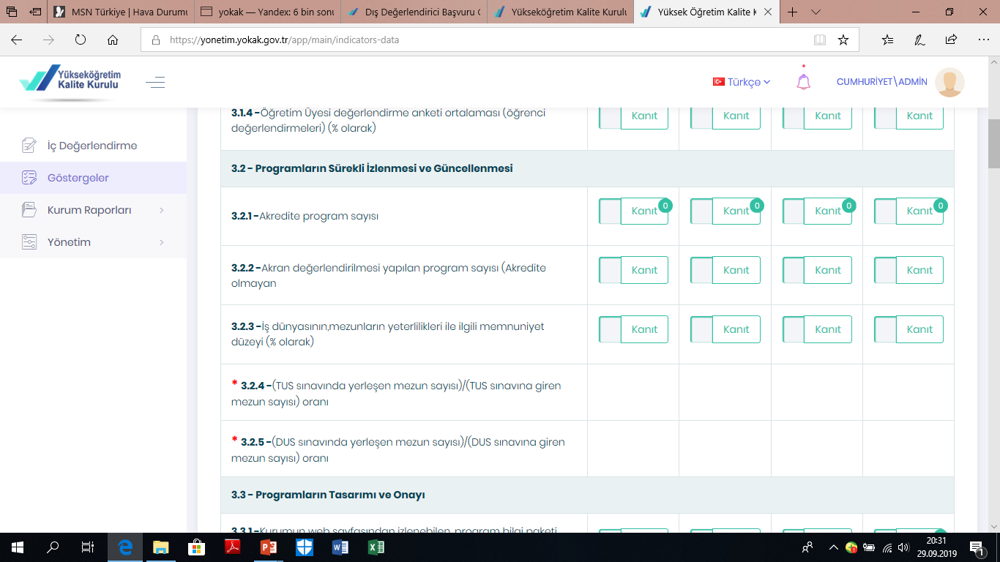 MSN Türkiye | Hava Durumu
yokak — Yandex: 6 bin sonu
Dış Değerlendirici Başvuru
Yükseköğretim Kalite Kurulu
Yüksek Öğretim Kalite K
https://yonetim.yokak.gov.tr/app/main/indicators-data
Yükseköğretim
Kalite Kurulu
Türkçe
CUMHURİYET\ADMİN
İç Değerlendirme
Göstergeler
Kurum Raporları
Yönetim
3.1.4 -Öğretim Üyesi değerlendirme anketi ortalaması (öğrenci
değerlendirmeleri) (% olarak)
Kanıt Kanıt Kanıt Kanıt
3.2 - Programların Sürekli İzlenmesi ve Güncellenmesi
3.2.1 -Akredite program sayısı
Kanıt 0 Kanıt 0 Kanıt 0 Kanıt 0
3.2.2 -Akran değerlendirilmesi yapılan program sayısı (Akredite
olmayan
Kanıt Kanıt Kanıt Kanıt
3.2.3 -İş dünyasının,mezunların yeterlilikleri ile ilgili memnuniyet
düzeyi (% olarak)
Kanıt Kanıt Kanıt Kanıt
* 3.2.4 -(TUS sınavında yerleşen mezun sayısı)/(TUS sınavına giren
mezun sayısı) oranı
* 3.2.5 -(DUS sınavında yerleşen mezun sayısı)/(DUS sınavına giren
mezun sayısı) oranı
3.3 - Programların Tasarımı ve Onayı
3.3.1 -Kurumun web sayfasından izlenebilen, program bilgi paketi
20:31
29.09.2019
1